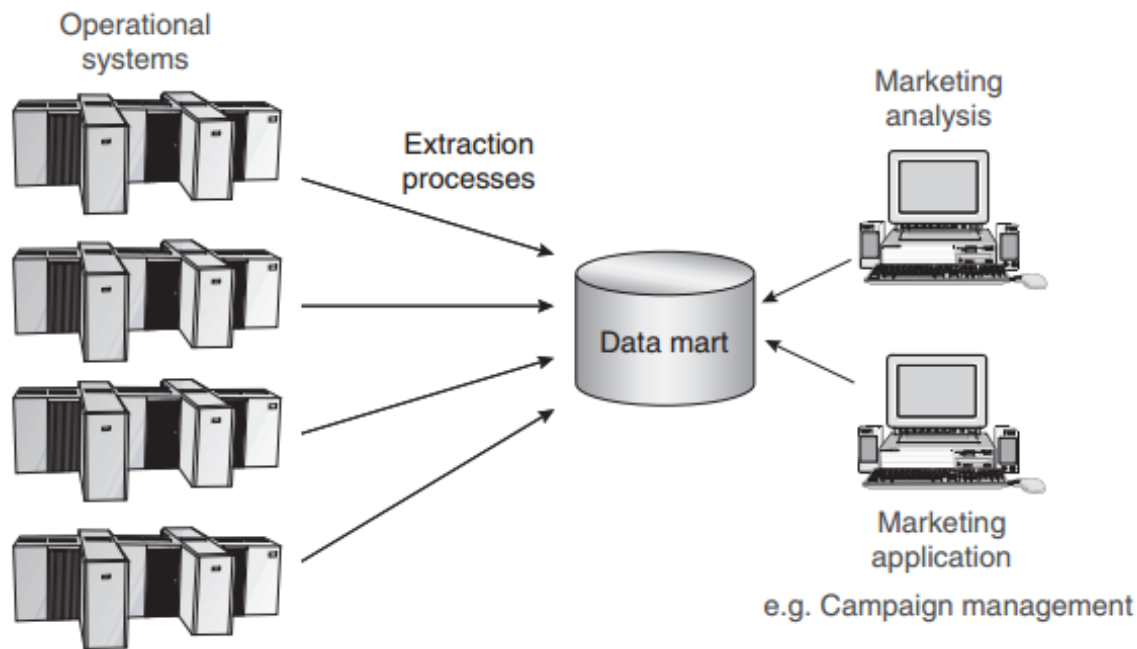 Operational
systems
Extraction
processes
Marketing
analysis
Data mart
Marketing
application
e.g. Campaign management